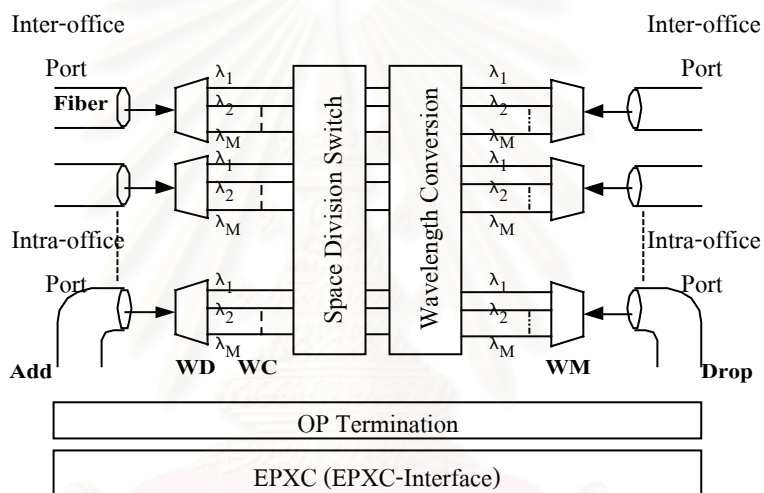 Inter-office
Inter-office
Port
Port
Fiber
λ1
λ2
λM
λ1
λ2
λM
λ1
λ2
λM
λ1
λ2
λM
Intra-office
Intra-office
Port
Port
λ1
λ2
λM
λ1
λ2
λM
Space Division Switch
Wavelength Conversion
Add
WD
WC
WM
Drop
OP Termination
EPXC (EPXC-Interface)